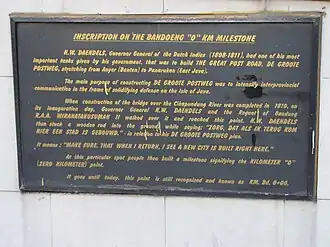 INSCRIPTION ON THE BANDOENG "0" KM MILESTONE
H.W. DAENDELS, Governor General of the Dutch Indies (1808-1811), had one of his most
important tasks given by his government, that was to build THE GREAT POST ROAD, DE GROOTE
POSTWEG, stretching from Anyer (Banten) to Panarukan (East Java).
The main purpose of constructing DE GROOTE POSTWEG was to intensify interprovincial
communication in the frame of solidifying defense on the isle of Java.
When construction of the bridge over the Cikapundung River was completed in 1810, on
its inauguration day, Governor General H.W. DAENDELS and the Regent of Bandung
R.A.A. WIRANATAKUSUMAH II walked over it and reached this point. H.W. DAENDELS
then stuck a wooden rod into the ground while saying: "ZORG, DAT ALS IK TERUG KOM
HIER EEN STAD IS GEBOUWD." in relation to his DE GROOTE POSTWEG plan.
It means : "MAKE SURE, THAT WHEN I RETURN, I SEE A NEW CITY IS BUILT RIGHT HERE."
At this particular spot people then built a milestone signifying the KILOMETER "0"
(ZERO KILOMETER) point.
It goes until today, this point is still recognized and known as KM. Bd. 0+00.